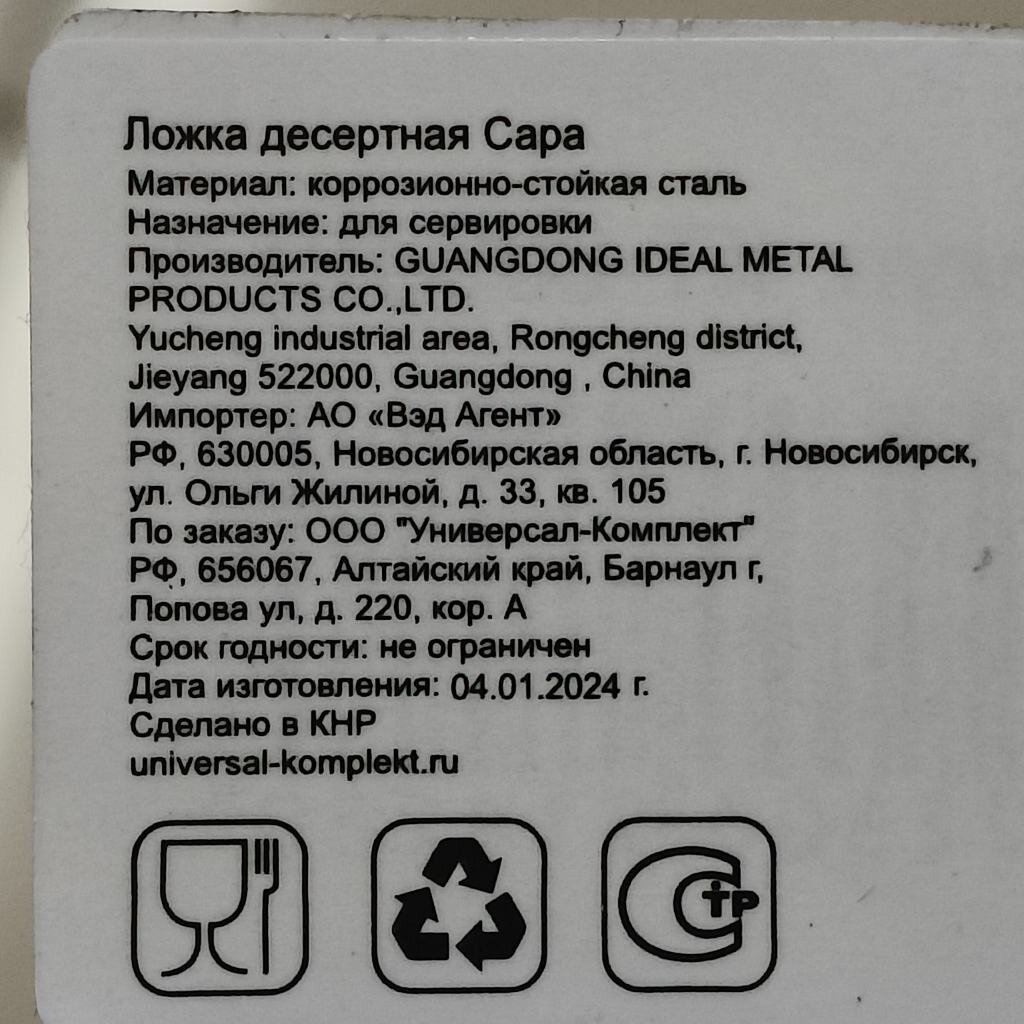 Ложка десертная Сара
Материал: коррозионно-стойкая сталь
Назначение: для сервировки
Производитель: GUANGDONG IDEAL METAL
PRODUCTS CO.,LTD.
Yucheng industrial area, Rongcheng district,
Jieyang 522000, Guangdong , China
Импортер: АО «Вэд Агент»
РФ, 630005, Новосибирская область, г. Новосибирск,
ул. Ольги Жилиной, д. 33, кв. 105
По заказу: ООО "Универсал-Комплект"
РФ, 656067, Алтайский край, Барнаул г,
Попова ул, д. 220, кор. А
Срок годности: не ограничен
Дата изготовления: 04.01.2024 г.
Сделано в КНР
universal-komplekt.ru
Стр